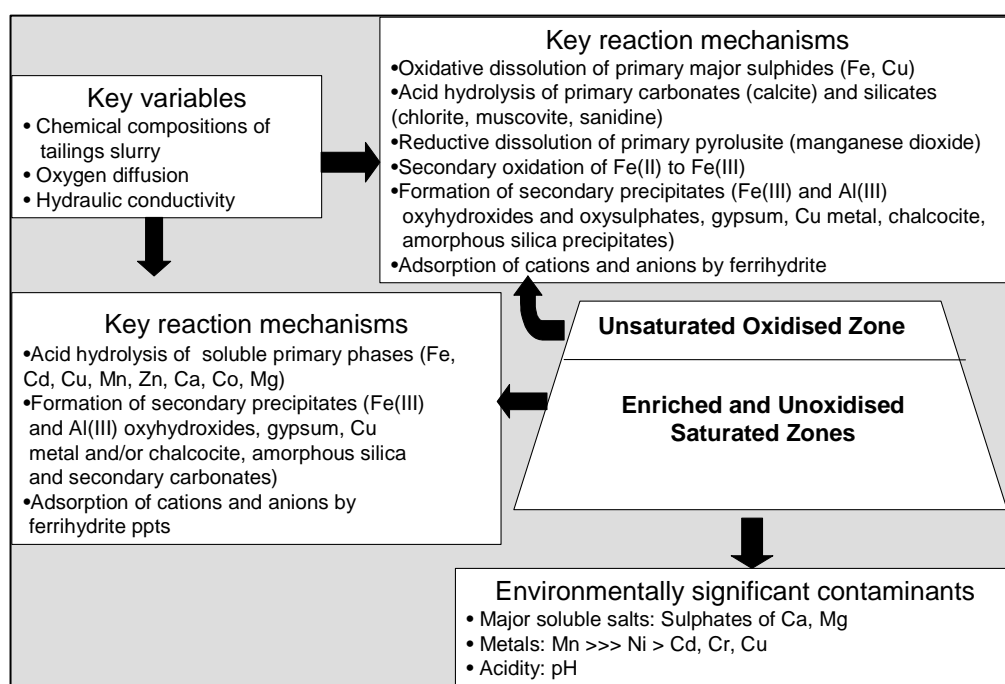 Key variables
• Chemical compositions of
tailings slurry
• Oxygen diffusion
• Hydraulic conductivity
Key reaction mechanisms
•Oxidative dissolution of primary major sulphides (Fe, Cu)
•Acid hydrolysis of primary carbonates (calcite) and silicates
(chlorite, muscovite, sanidine)
•Reductive dissolution of primary pyrolusite (manganese dioxide)
•Secondary oxidation of Fe(II) to Fe(III)
•Formation of secondary precipitates (Fe(III) and Al(III)
oxyhydroxides and oxysulphates, gypsum, Cu metal, chalcocite,
amorphous silica precipitates)
•Adsorption of cations and anions by ferrihydrite
Key reaction mechanisms
•Acid hydrolysis of soluble primary phases (Fe,
Cd, Cu, Mn, Zn, Ca, Co, Mg)
•Formation of secondary precipitates (Fe(III)
and Al(III) oxyhydroxides, gypsum, Cu
metal and/or chalcocite, amorphous silica
and secondary carbonates)
•Adsorption of cations and anions by
ferrihydrite ppts
Unsaturated Oxidised Zone
Enriched and Unoxidised
Saturated Zones
Environmentally significant contaminants
• Major soluble salts: Sulphates of Ca, Mg
• Metals: Mn >>> Ni > Cd, Cr, Cu
• Acidity: pH